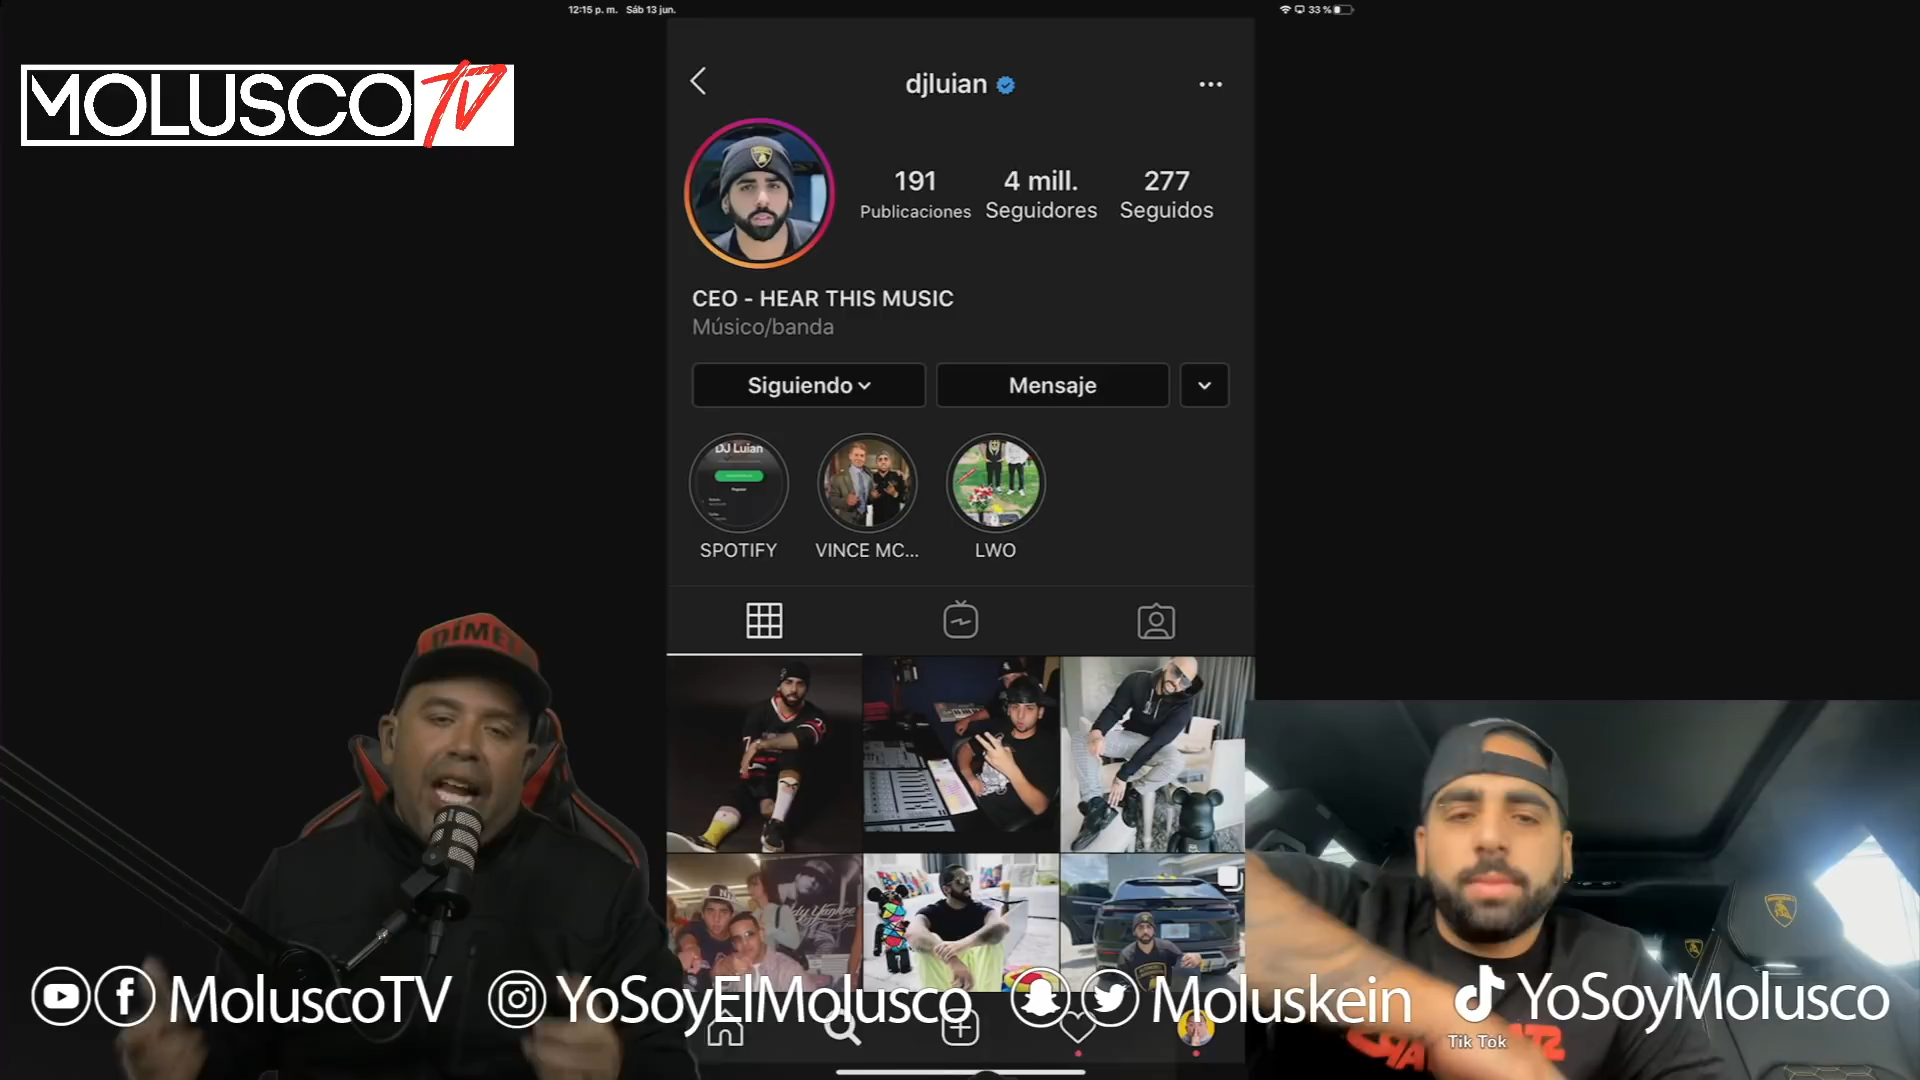 12:15 p. m. Sáb 13 jun.
33 %
MOLUSCO TV
djluian
191
Publicaciones
4 mill.
Seguidores
277
Seguidos
CEO - HEAR THIS MUSIC
Músico/banda
Siguiendo
Mensaje
DJ Luian
SPOTIFY
VINCE MC...
LWO
DÍMEL
MoluscoTV
YoSoyElMolusco
Moluskein
YoSoyMolusco
Tik Tok